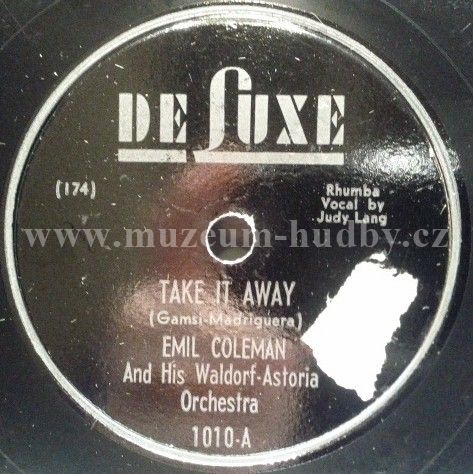 DE LUXE
(174)
Rhumba
Vocal by
Judy Lang
www.muzeum-hudby.cz
TAKE IT AWAY
(Gamsi-Madriguera)
EMIL COLEMAN
And His Waldorf-Astoria
Orchestra
1010-A